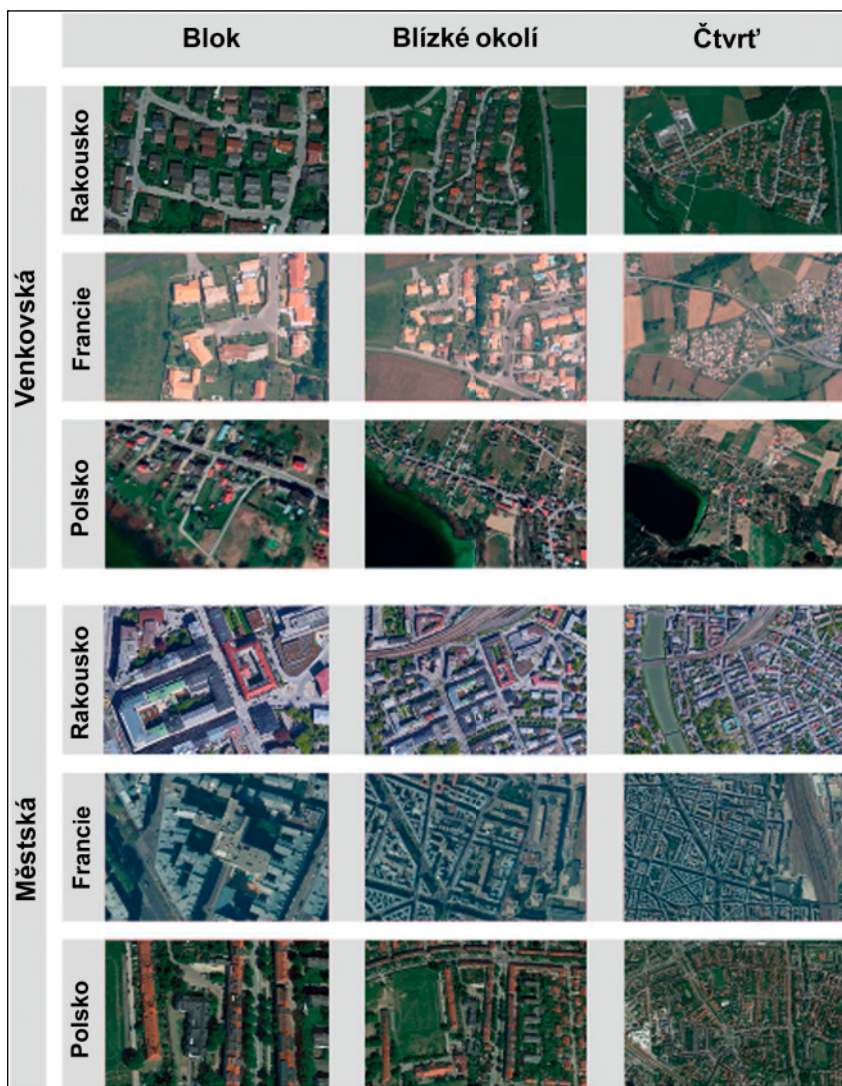 Blok
Blízké okolí
Čtvrť
Venkovská
Rakousko
Francie
Polsko
Městská
Rakousko
Francie
Polsko